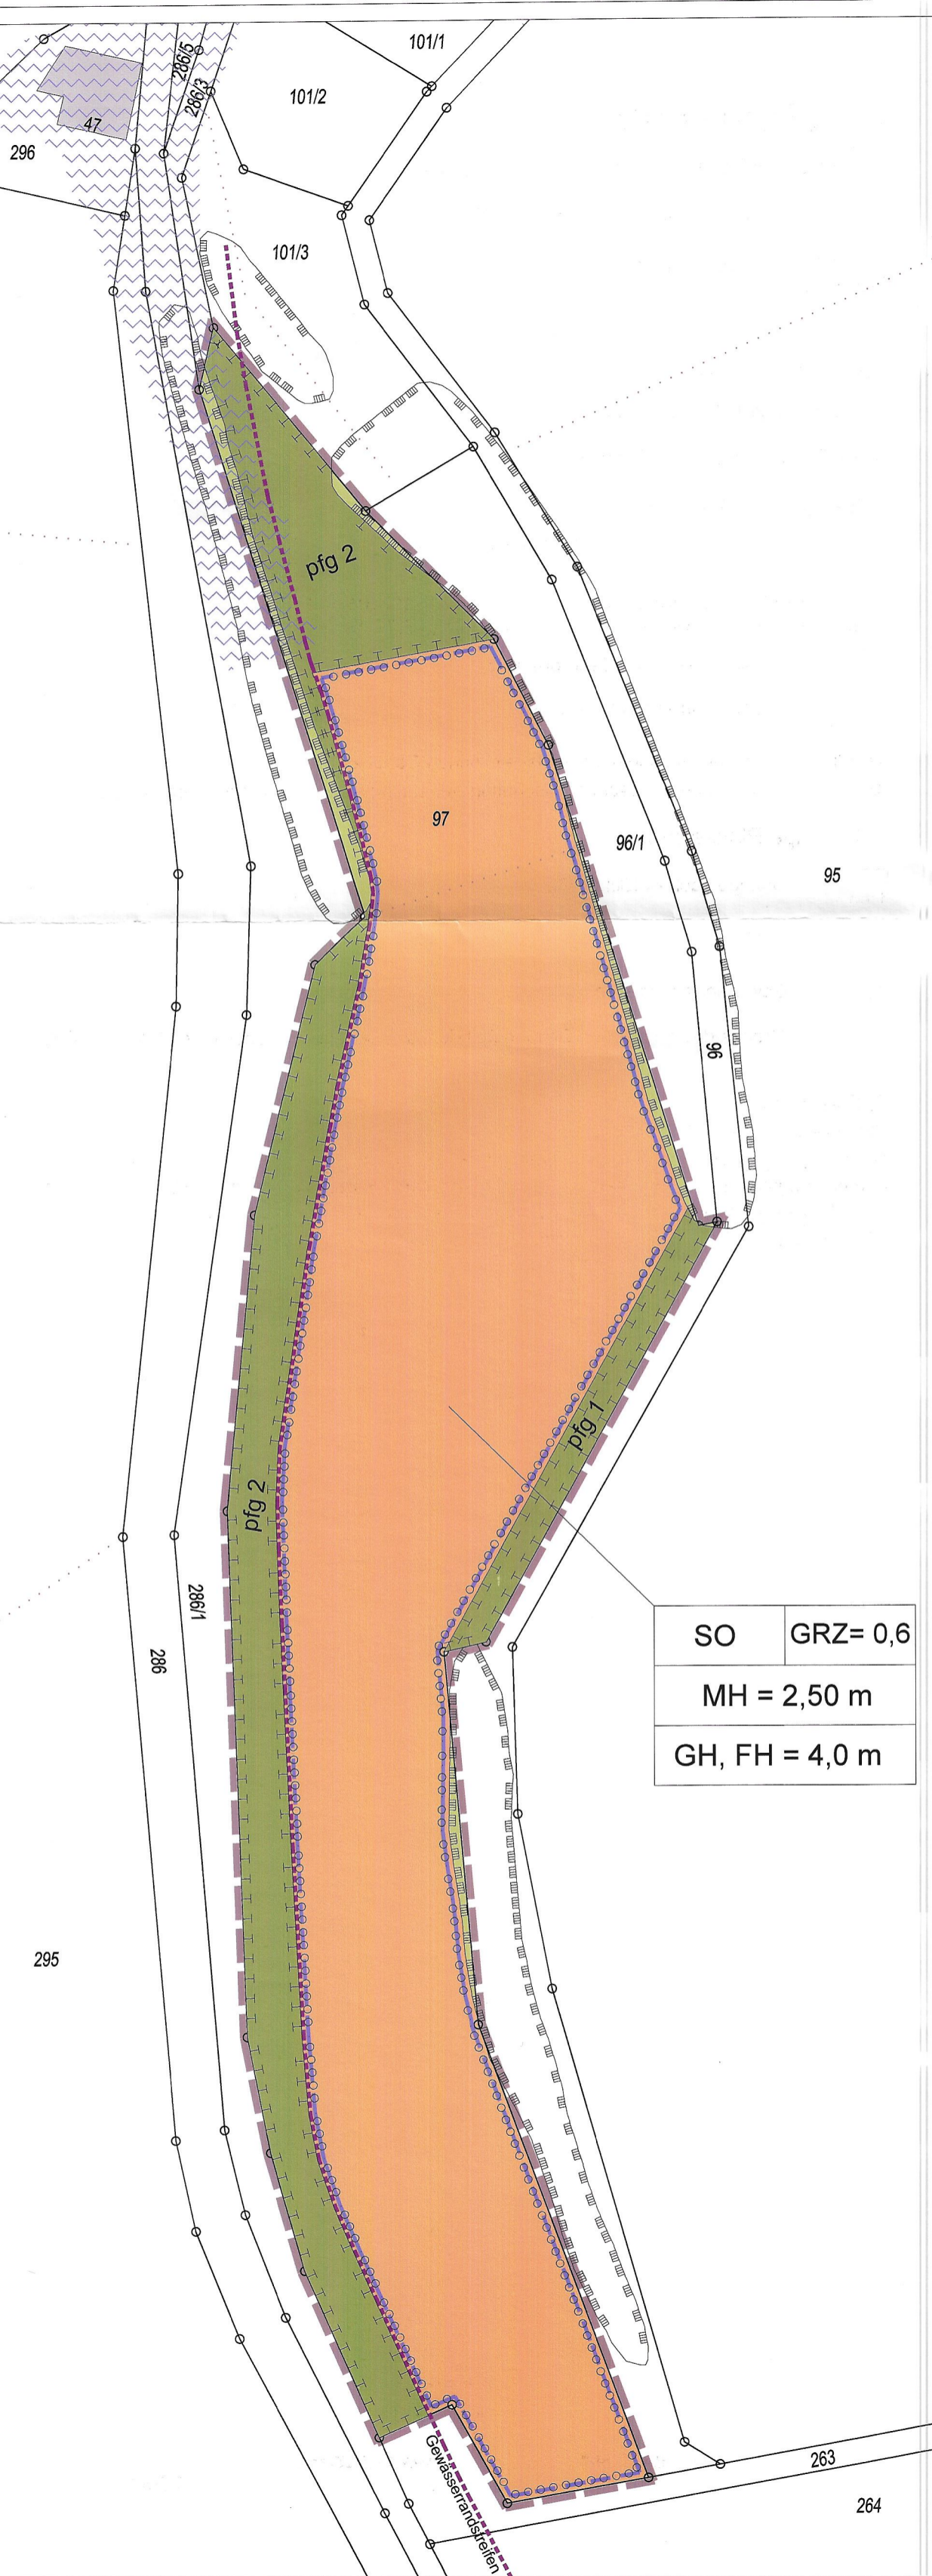 101/1
286/5
286/3
101/2
47
296
101/3
pfg 2
97
96/1
95
96
pfg 1
pfg 2
286/1
286
SO
GRZ= 0,6
MH = 2,50 m
GH, FH = 4,0 m
295
Gewässerrandstreifen
263
264